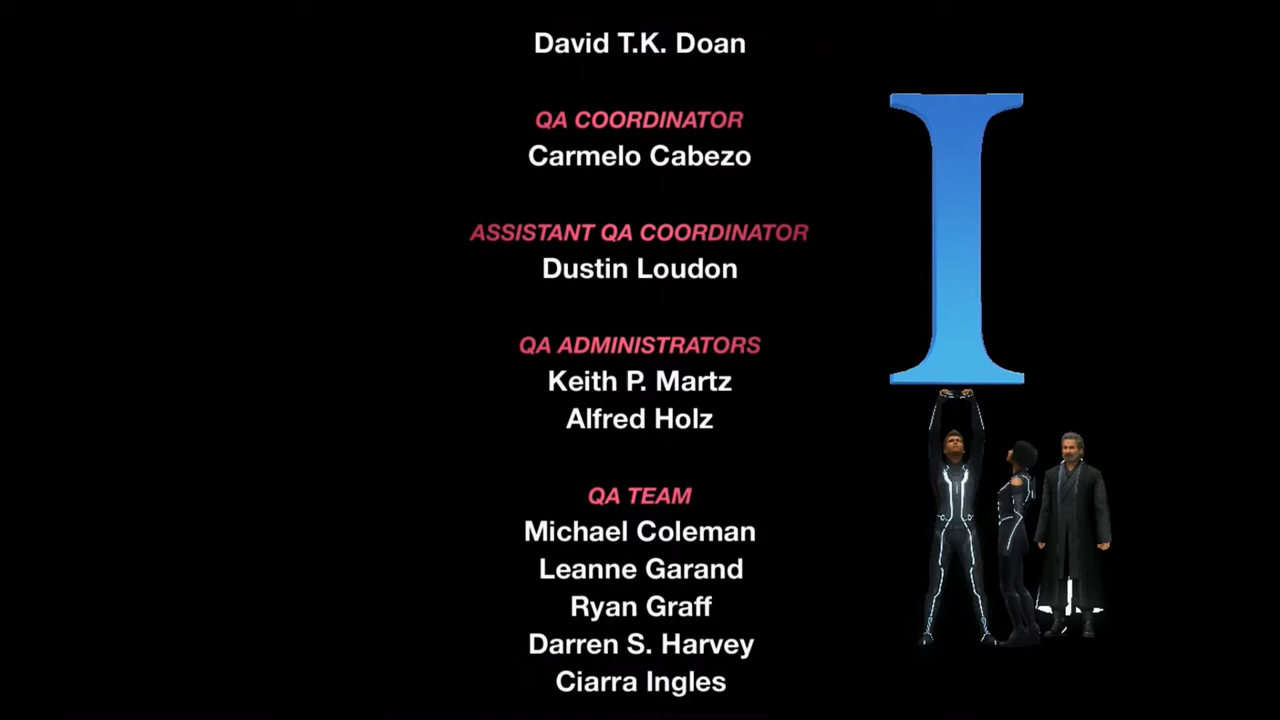 David T.K. Doan
QA COORDINATOR
Carmelo Cabezo
ASSISTANT QA COORDINATOR
Dustin Loudon
QA ADMINISTRATORS
Keith P. Martz
Alfred Holz
QA TEAM
Michael Coleman
Leanne Garand
Ryan Graff
Darren S. Harvey
Ciarra Ingles
I